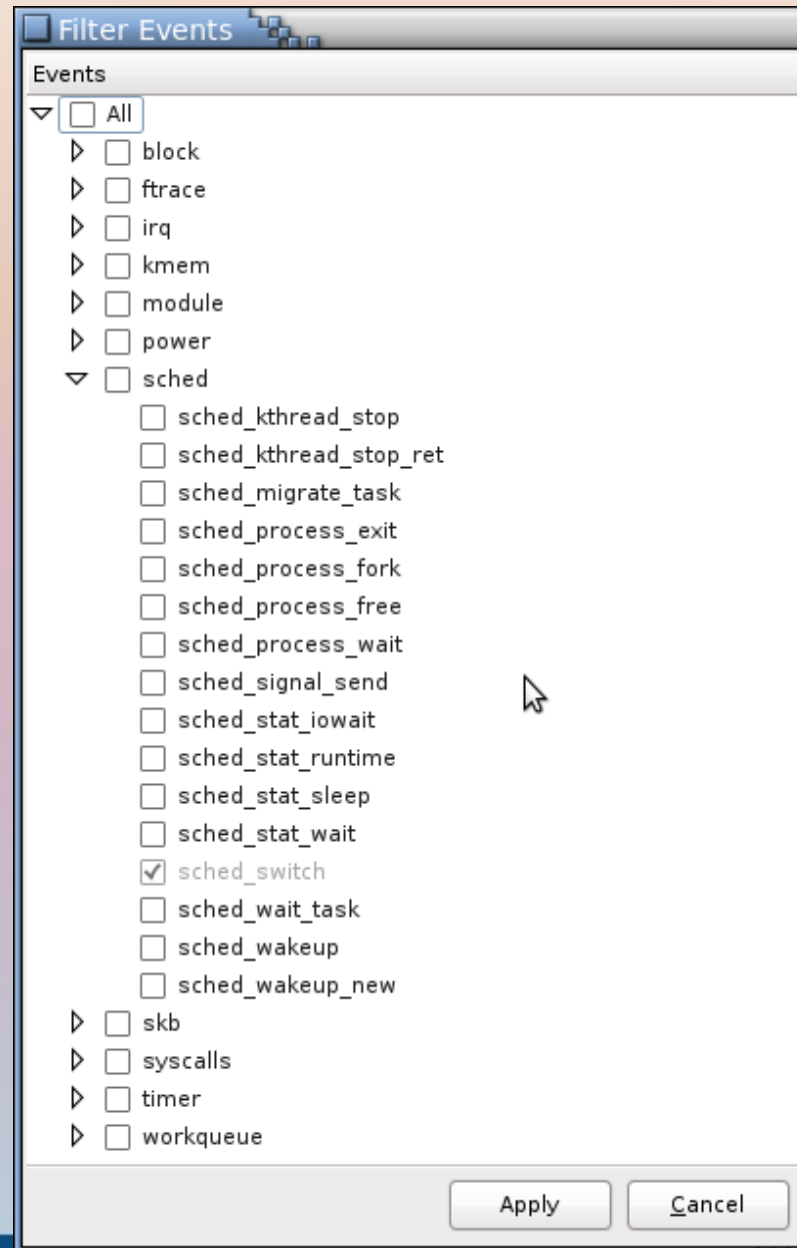 Filter Events
Events
All
block
ftrace
irq
kmem
module
power
sched
sched_kthread_stop
sched_kthread_stop_ret
sched_migrate_task
sched_process_exit
sched_process_fork
sched_process_free
sched_process_wait
sched_signal_send
sched_stat_iowait
sched_stat_runtime
sched_stat_sleep
sched_stat_wait
sched_switch
sched_wait_task
sched_wakeup
sched_wakeup_new
skb
syscalls
timer
workqueue
Apply Cancel